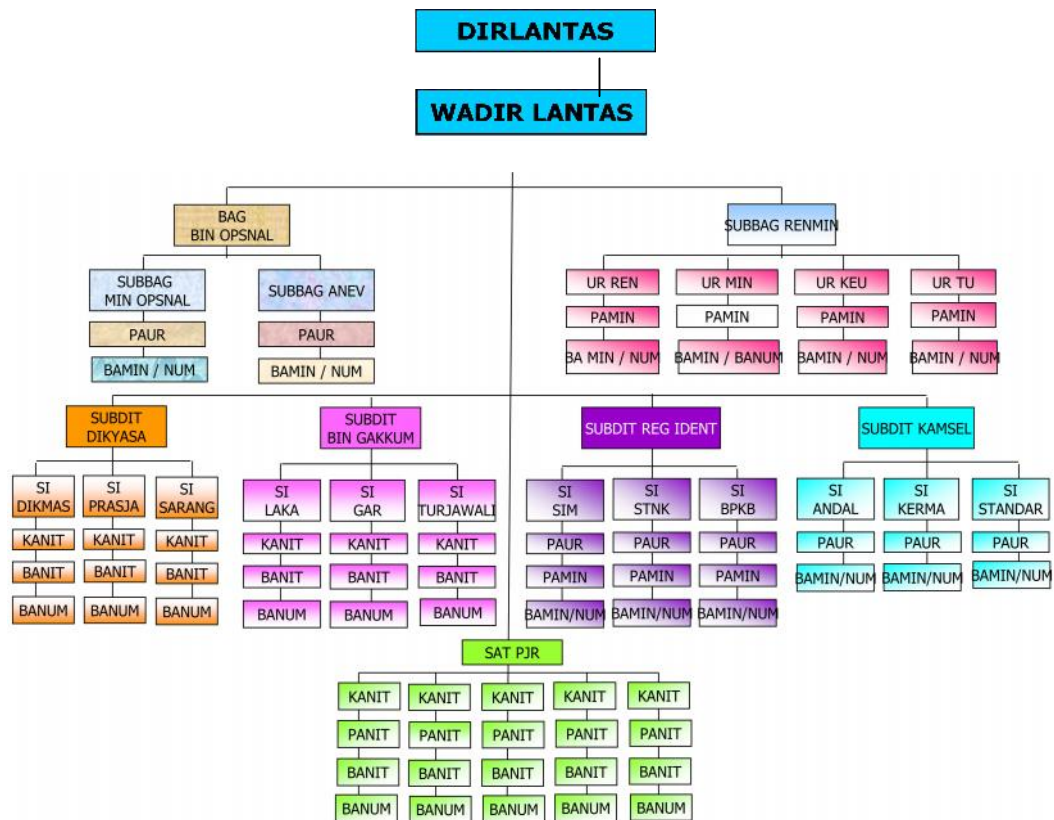 DIRLANTAS
WADIR LANTAS
BAG
BIN OPSNAL
SUBBAG RENMIN
SUBBAG
MIN OPSNAL
SUBBAG ANEV
UR REN
UR MIN
UR KEU
UR TU
PAUR
PAUR
PAMIN
PAMIN
PAMIN
PAMIN
BAMIN / NUM
BAMIN / NUM
BA MIN / NUM
BAMIN / BANUM
BAMIN / NUM
BAMIN / NUM
SUBDIT
DIKYASA
SUBDIT
BIN GAKKUM
SUBDIT REG IDENT
SUBDIT KAMSEL
SI
DIKMAS
SI
PRASJA
SI
SARANG
SI
LAKA
SI
GAR
SI
TURJAWALI
SI
SIM
SI
STNK
SI
BPKB
SI
ANDAL
SI
KERMA
SI
STANDAR
KANIT
KANIT
KANIT
KANIT
KANIT
KANIT
PAUR
PAUR
PAUR
PAUR
PAUR
PAUR
BANIT
BANIT
BANIT
BANIT
BANIT
BANIT
PAMIN
PAMIN
PAMIN
BAMIN/NUM
BAMIN/NUM
BAMIN/NUM
BANUM
BANUM
BANUM
BANUM
BANUM
BANUM
BAMIN/NUM
BAMIN/NUM
BAMIN/NUM
SAT PJR
KANIT
KANIT
KANIT
KANIT
KANIT
PANIT
PANIT
PANIT
PANIT
PANIT
BANIT
BANIT
BANIT
BANIT
BANIT
BANUM
BANUM
BANUM
BANUM
BANUM